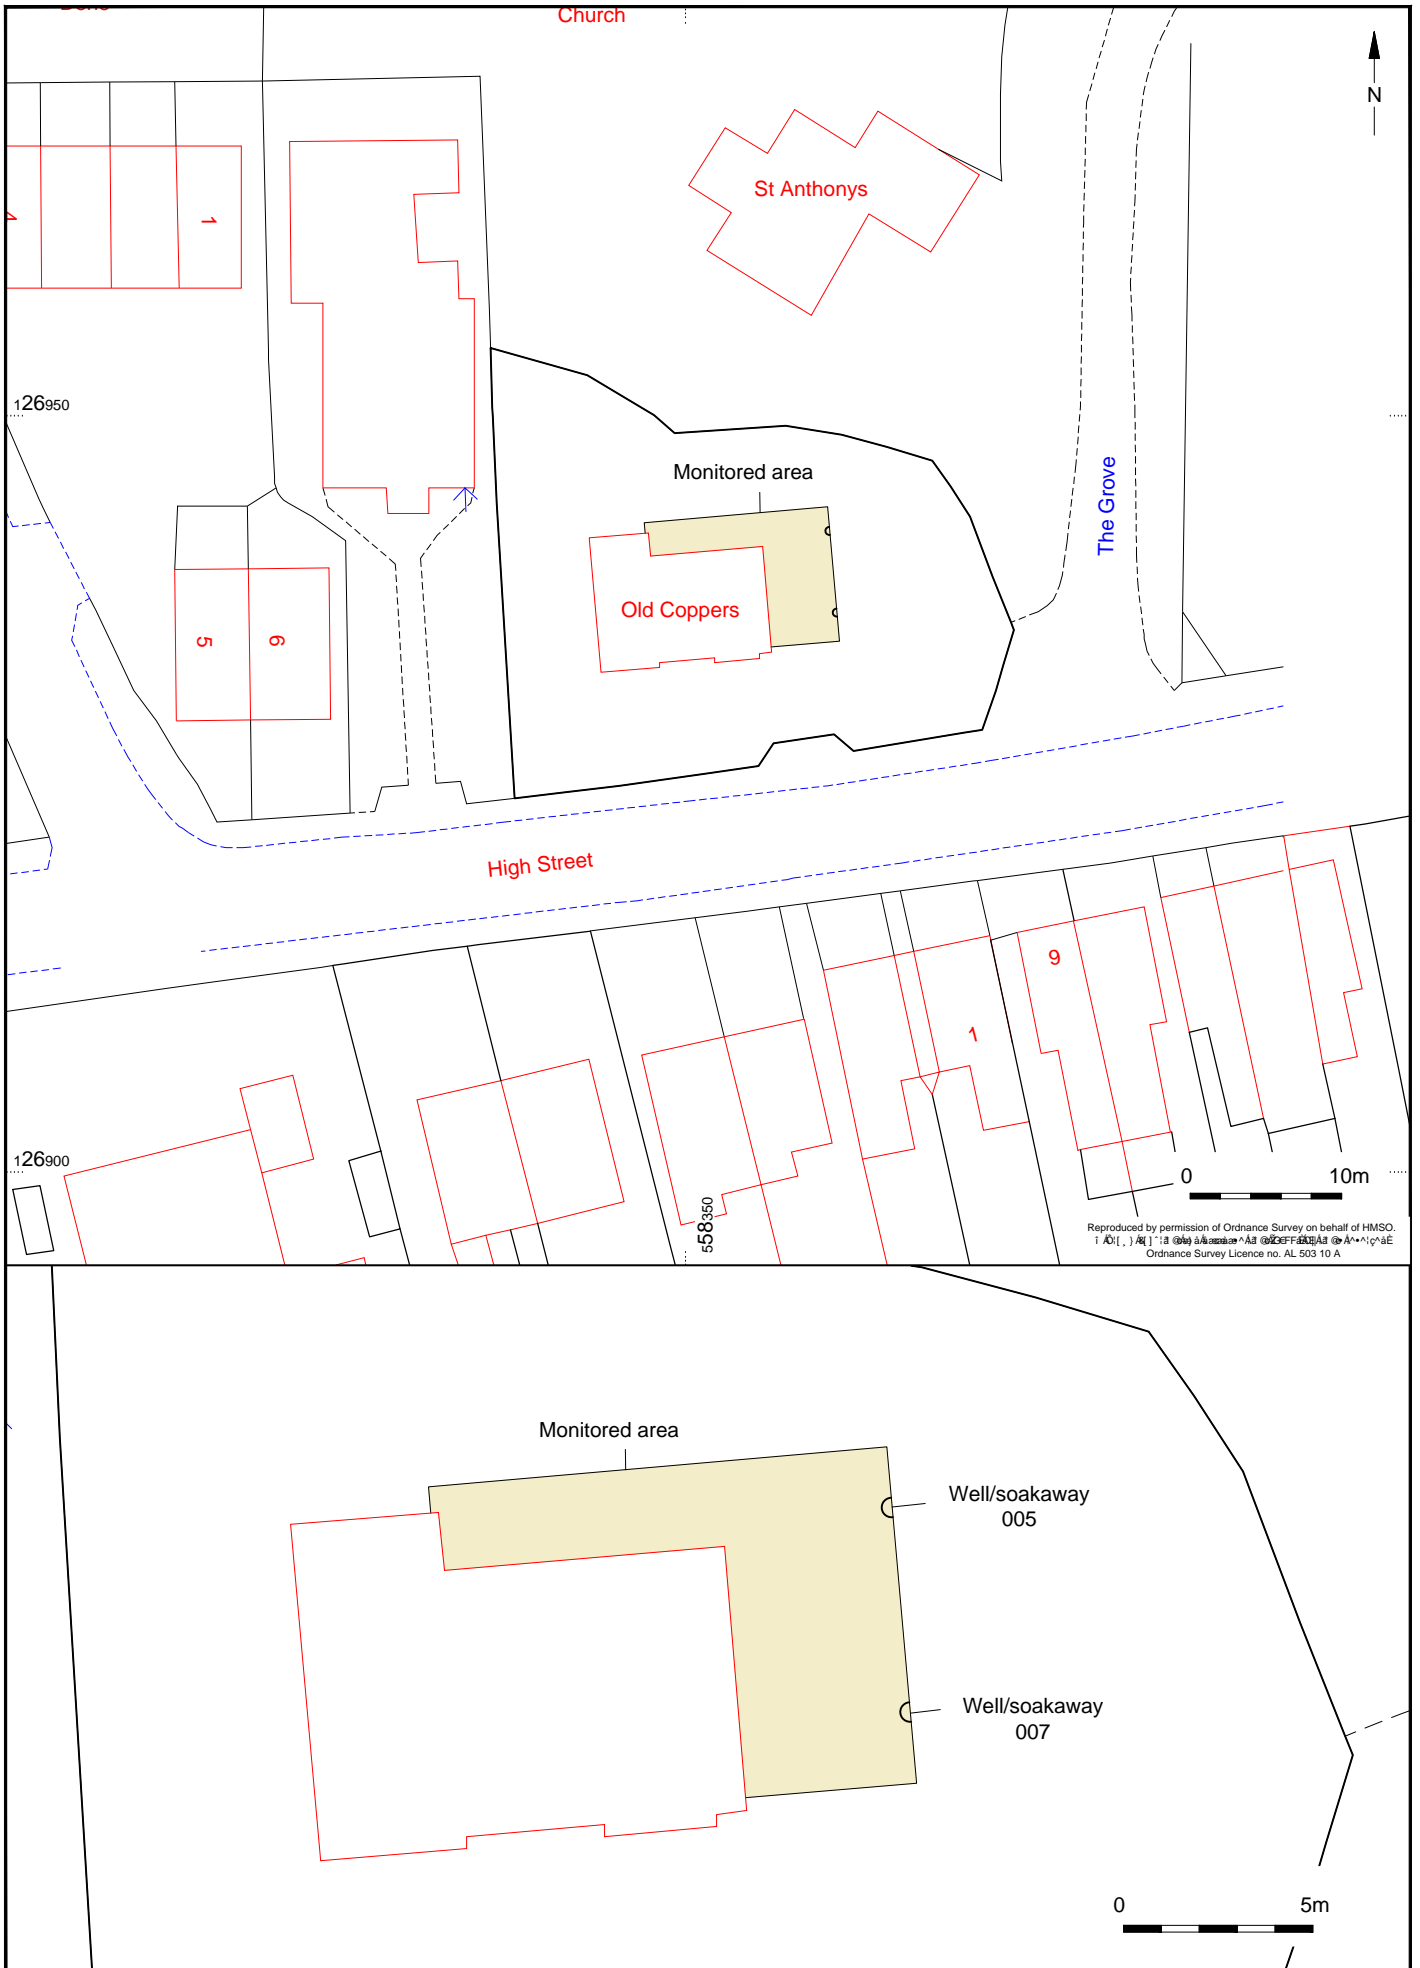 Church
N
St Anthonys
4
1
126950
Monitored area
The Grove
Old Coppers
5
6
High Street
9
1
126900
558350
0 10m
Reproduced by permission of Ordnance Survey on behalf of HMSO.
Ordnance Survey Licence no. AL 503 10 A
Monitored area
Well/soakaway
005
Well/soakaway
007
0 5m